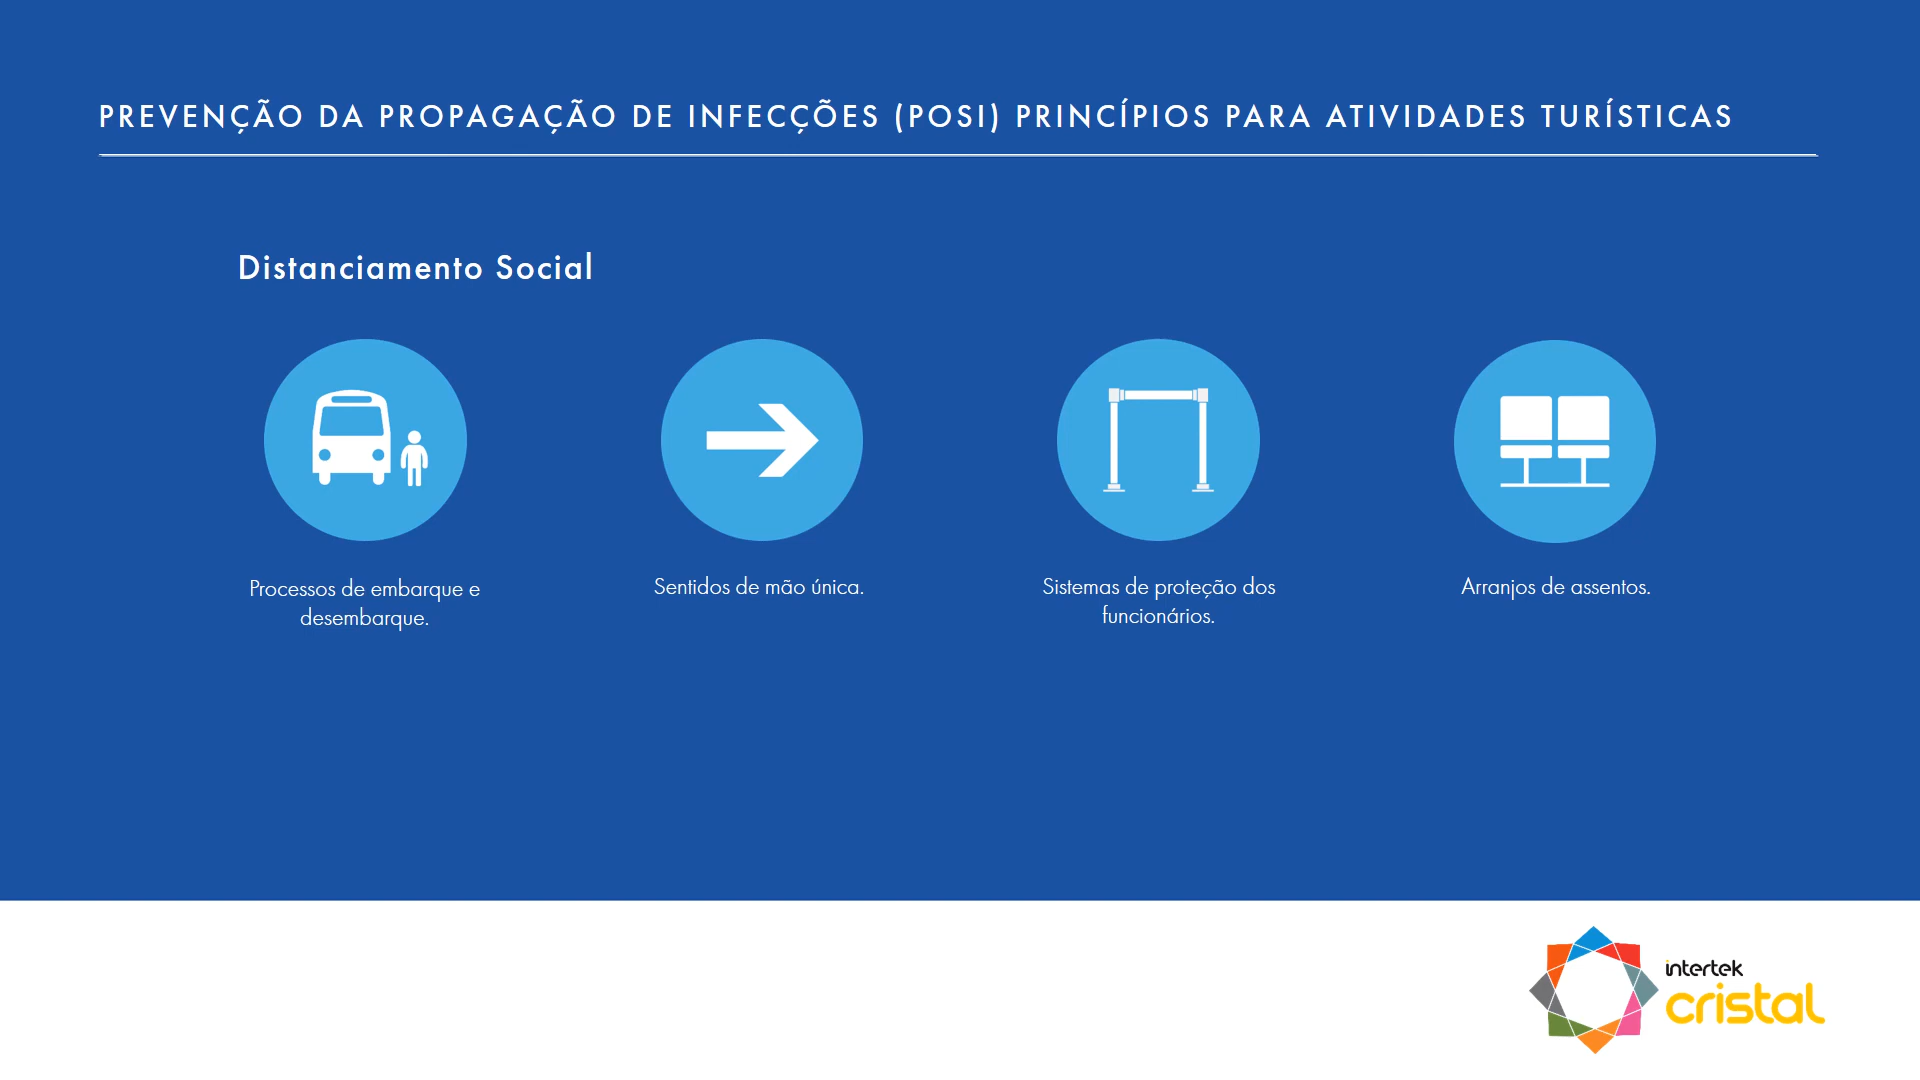 PREVENÇÃO DA PROPAGAÇÃO DE INFECÇÕES (POSI) PRINCÍPIOS PARA ATIVIDADES TURÍSTICAS
Distanciamento Social
Processos de embarque e
desembarque.
Sentidos de mão única.
Sistemas de proteção dos
funcionários.
Arranjos de assentos.
intertek
cristal